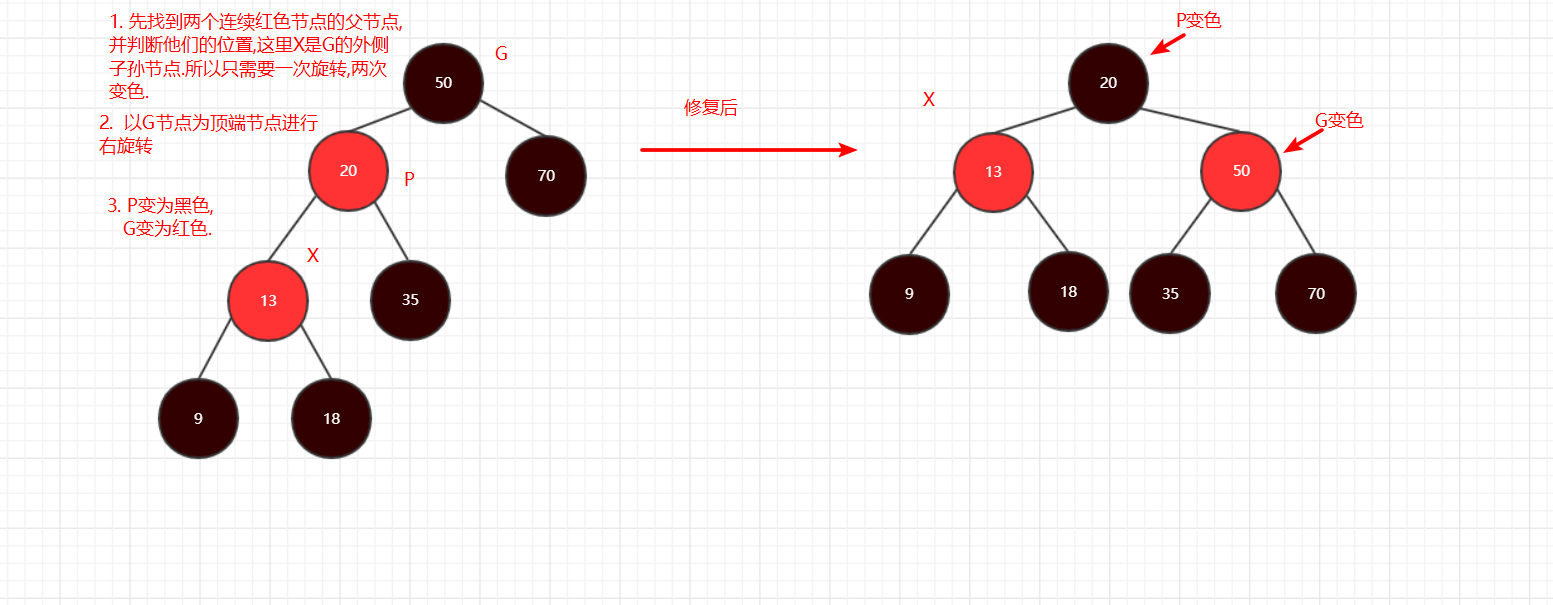 1. 先找到两个连续红色节点的父节点,
并判断他们的位置,这里X是G的外侧
子孙节点.所以只需要一次旋转,两次
变色.
2. 以G节点为顶端节点进行
右旋转
3. P变为黑色,
G变为红色.
G
50
20
P
70
X
13
35
9
18
修复后
P变色
20
X
G变色
13
50
9
18
35
70